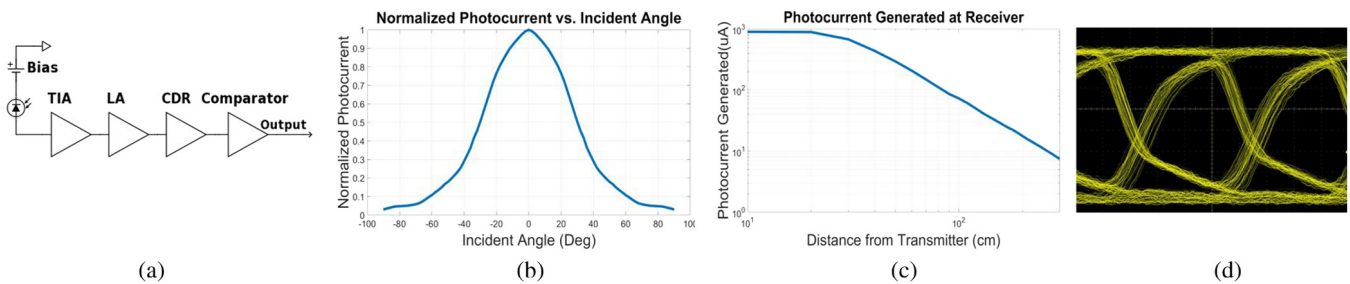 +
Bias
TIA
LA
CDR
Comparator
Output
(a)
Normalized Photocurrent vs. Incident Angle
Normalized Photocurrent
1
0.9
0.8
0.7
0.6
0.5
0.4
0.3
0.2
0.1
0
-100 -80 -60 -40 -20 0 20 40 60 80 100
Incident Angle (Deg)
(b)
Photocurrent Generated at Receiver
Photocurrent Generated(uA)
10³
10²
10¹
10⁰
10¹ 10²
Distance from Transmitter (cm)
(c)
(d)